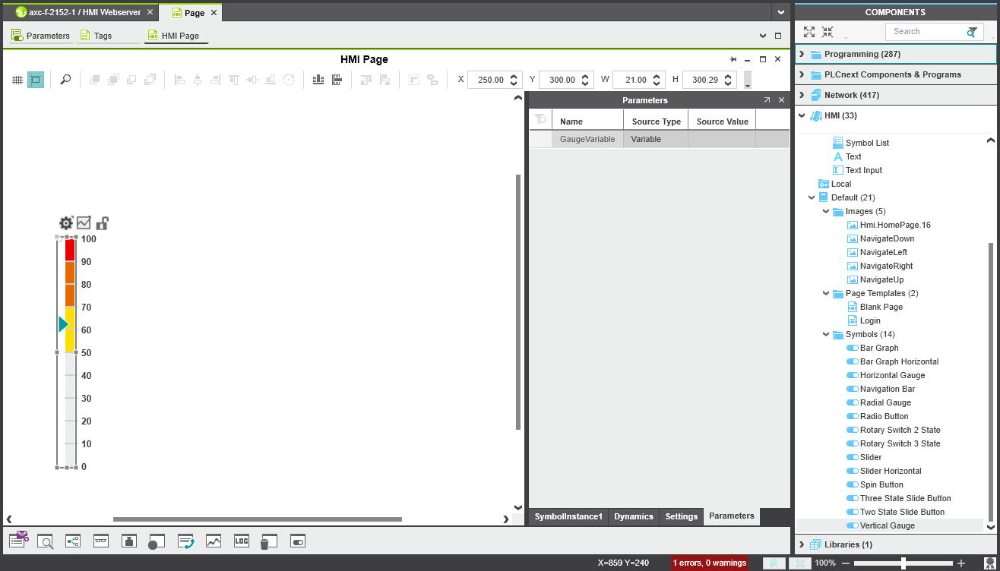 axc-f-2152-1 / HMI Webserver
Page
COMPONENTS
Parameters
Tags
HMI Page
Search
HMI Page
Programming (287)
X 250.00 Y 300.00 W 21.00 H 300.29
PLCnext Components & Programs
Network (417)
HMI (33)
Parameters
Name Source Type Source Value
GaugeVariable Variable
100
90
80
70
60
50
40
30
20
10
0
Symbol List
Text
Text Input
Local
Default (21)
Images (5)
Hmi.HomePage.16
NavigateDown
NavigateLeft
NavigateRight
NavigateUp
Page Templates (2)
Blank Page
Login
Symbols (14)
Bar Graph
Bar Graph Horizontal
Horizontal Gauge
Navigation Bar
Radial Gauge
Radio Button
Rotary Switch 2 State
Rotary Switch 3 State
Slider
Slider Horizontal
Spin Button
Three State Slide Button
Two State Slide Button
Vertical Gauge
SymbolInstance1 Dynamics Settings Parameters
LOG
Libraries (1)
X=859 Y=240 1 errors, 0 warnings 100%